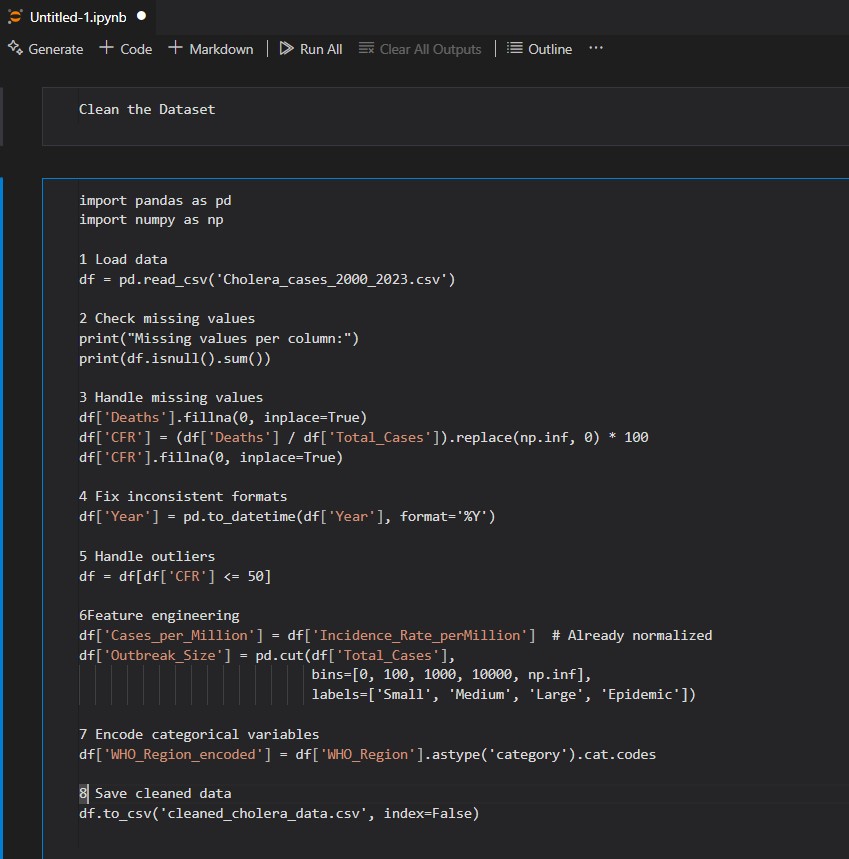 Untitled-1.ipynb
Generate + Code + Markdown | Run All Clear All Outputs | Outline ...
Clean the Dataset
import pandas as pd
import numpy as np
1 Load data
df = pd.read_csv('Cholera_cases_2000_2023.csv')
2 Check missing values
print("Missing values per column:")
print(df.isnull().sum())
3 Handle missing values
df['Deaths'].fillna(0, inplace=True)
df['CFR'] = (df['Deaths'] / df['Total_Cases']).replace(np.inf, 0) * 100
df['CFR'].fillna(0, inplace=True)
4 Fix inconsistent formats
df['Year'] = pd.to_datetime(df['Year'], format='%Y')
5 Handle outliers
df = df[df['CFR'] <= 50]
6Feature engineering
df['Cases_per_Million'] = df['Incidence_Rate_perMillion']  # Already normalized
df['Outbreak_Size'] = pd.cut(df['Total_Cases'],
bins=[0, 100, 1000, 10000, np.inf],
labels=['Small', 'Medium', 'Large', 'Epidemic'])
7 Encode categorical variables
df['WHO_Region_encoded'] = df['WHO_Region'].astype('category').cat.codes
8 Save cleaned data
df.to_csv('cleaned_cholera_data.csv', index=False)